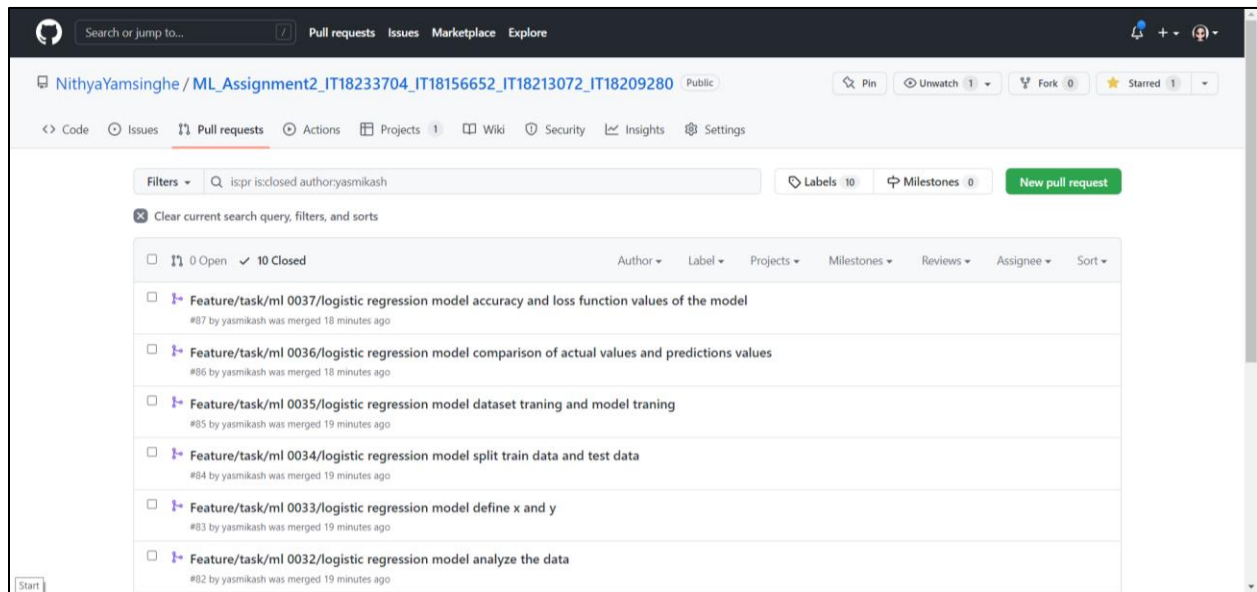 Search or jump to... / Pull requests Issues Marketplace Explore
NithyaYamsinghe / ML_Assignment2_IT18233704_IT18156652_IT18213072_IT18209280 Public Pin Unwatch 1 Fork 0 Starred 1
Code Issues Pull requests Actions Projects 1 Wiki Security Insights Settings
Filters is:pr is:closed author:yasmikash Labels 10 Milestones 0 New pull request
Clear current search query, filters, and sorts
0 Open 10 Closed Author Label Projects Milestones Reviews Assignee Sort
Feature/task/ml 0037/logistic regression model accuracy and loss function values of the model
#87 by yasmikash was merged 18 minutes ago
Feature/task/ml 0036/logistic regression model comparison of actual values and predictions values
#86 by yasmikash was merged 18 minutes ago
Feature/task/ml 0035/logistic regression model dataset traning and model traning
#85 by yasmikash was merged 19 minutes ago
Feature/task/ml 0034/logistic regression model split train data and test data
#84 by yasmikash was merged 19 minutes ago
Feature/task/ml 0033/logistic regression model define x and y
#83 by yasmikash was merged 19 minutes ago
Feature/task/ml 0032/logistic regression model analyze the data
#82 by yasmikash was merged 19 minutes ago
Start